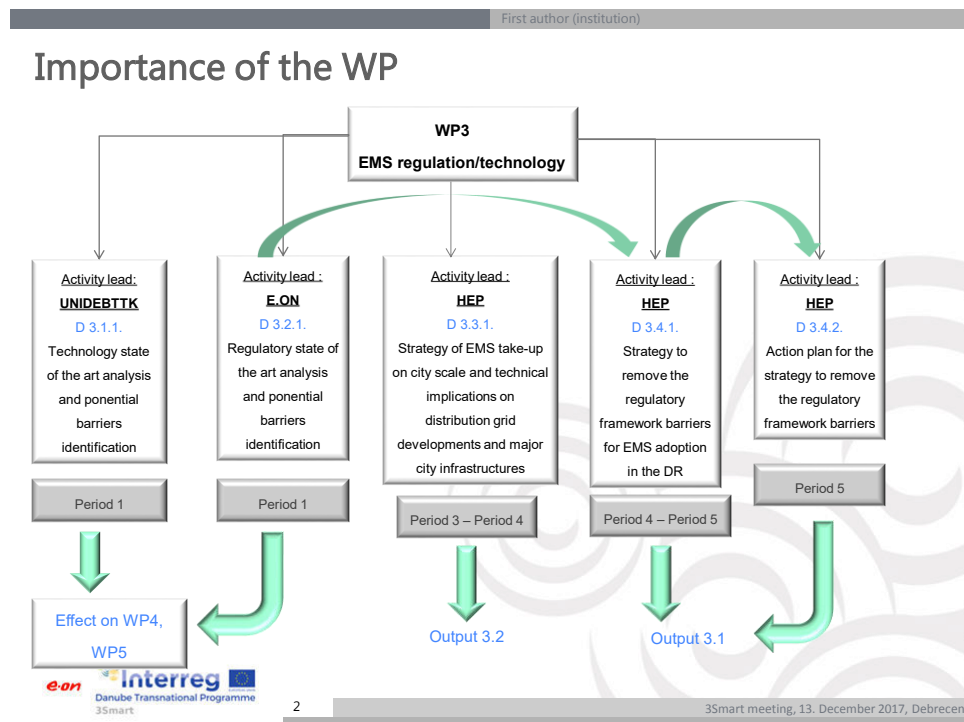 First author (institution)
Importance of the WP
WP3
EMS regulation/technology
Activity lead:
UNIDEBTTK
D 3.1.1.
Technology state
of the art analysis
and ponential
barriers
identification
Period 1
Activity lead :
E.ON
D 3.2.1.
Regulatory state of
the art analysis
and ponential
barriers
identification
Period 1
Activity lead :
HEP
D 3.3.1.
Strategy of EMS take-up
on city scale and technical
implications on
distribution grid
developments and major
city infrastructures
Period 3 – Period 4
Activity lead :
HEP
D 3.4.1.
Strategy to
remove the
regulatory
framework barriers
for EMS adoption
in the DR
Period 4 – Period 5
Activity lead :
HEP
D 3.4.2.
Action plan for the
strategy to remove
the regulatory
framework barriers
Period 5
Effect on WP4,
WP5
Output 3.2
Output 3.1
e·on
Interreg
Danube Transnational Programme
3Smart
2
3Smart meeting, 13. December 2017, Debrecen